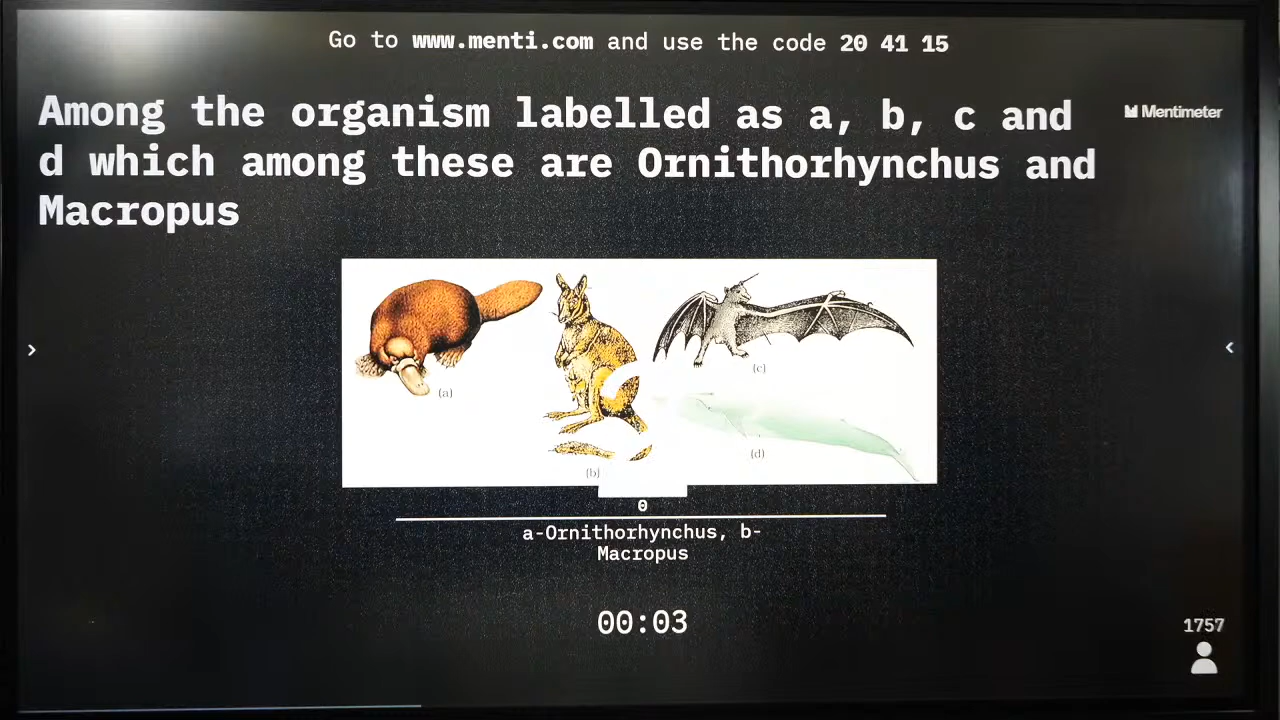 Go to www.menti.com and use the code 20 41 15
Among the organism labelled as a, b, c and
d which among these are Ornithorhynchus and
Macropus
Mentimeter
(a)
(b)
(c)
(d)
0
a-Ornithorhynchus, b-
Macropus
00:03
1757